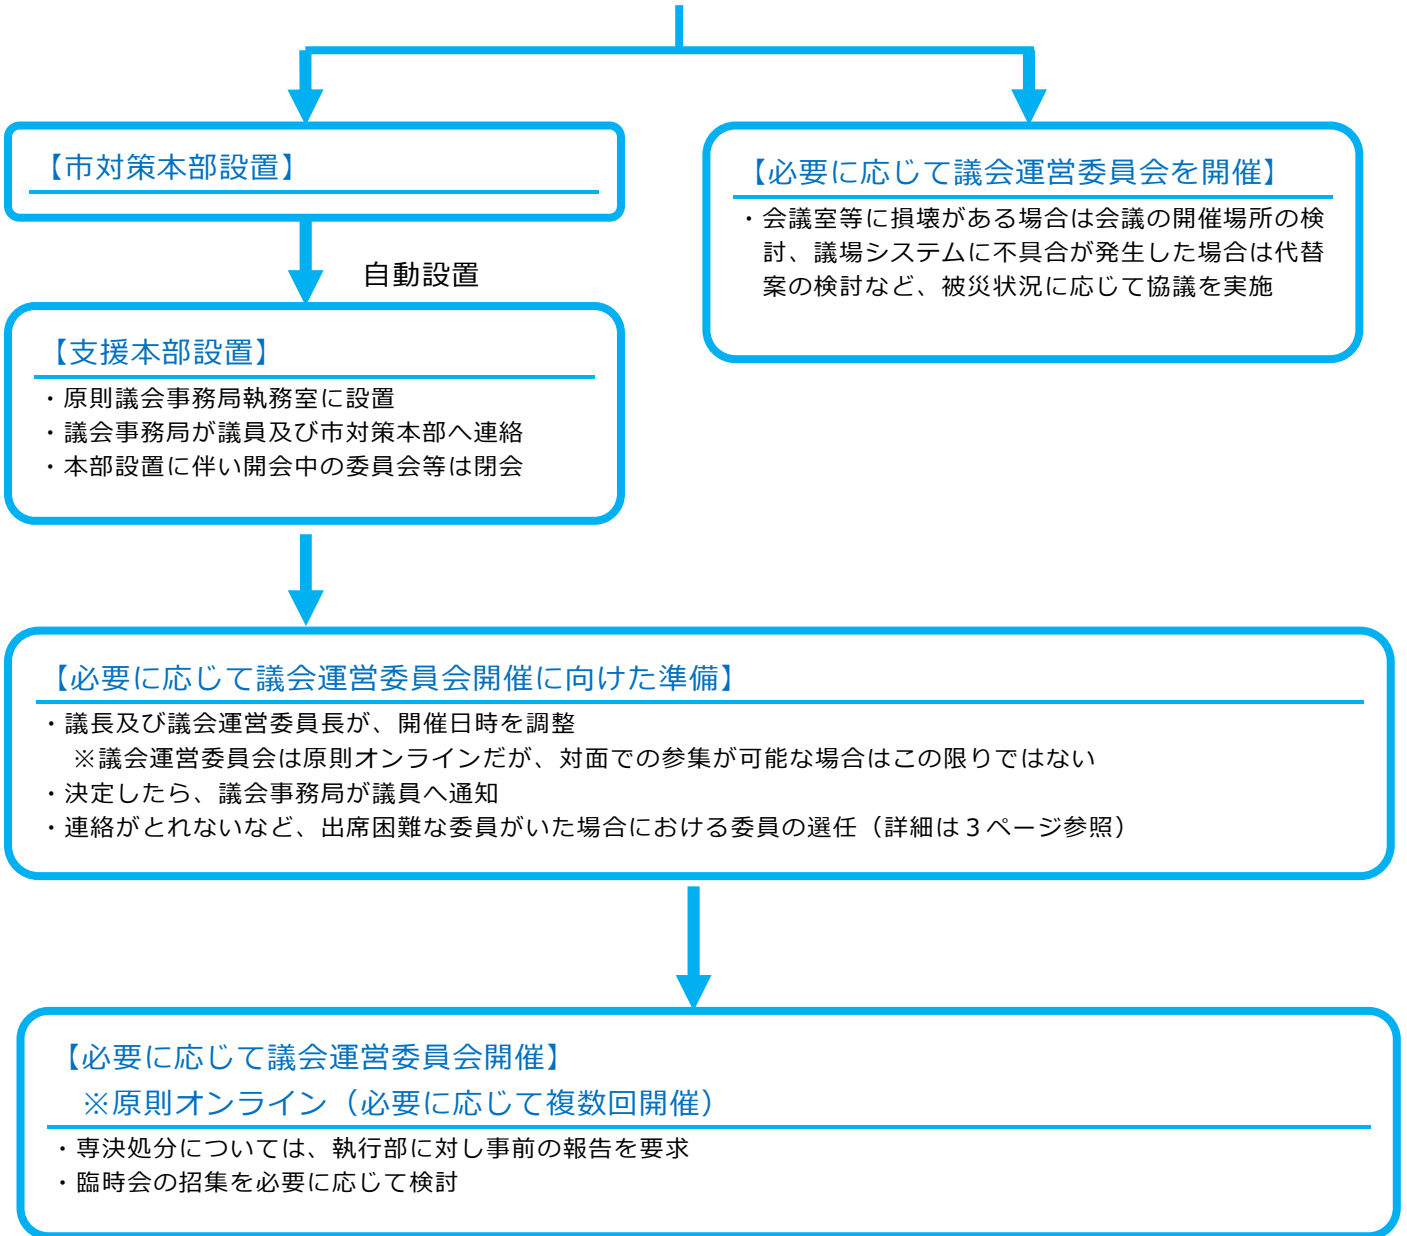 【市対策本部設置】
自動設置
【支援本部設置】
・原則議会事務局執務室に設置
・議会事務局が議員及び市対策本部へ連絡
・本部設置に伴い開会中の委員会等は閉会
【必要に応じて議会運営委員会を開催】
・会議室等に損壊がある場合は会議の開催場所の検
討、議場システムに不具合が発生した場合は代替
案の検討など、被災状況に応じて協議を実施
【必要に応じて議会運営委員会開催に向けた準備】
・議長及び議会運営委員長が、開催日時を調整
※議会運営委員会は原則オンラインだが、対面での参集が可能な場合はこの限りではない
・決定したら、議会事務局が議員へ通知
・連絡がとれないなど、出席困難な委員がいた場合における委員の選任（詳細は３ページ参照）
【必要に応じて議会運営委員会開催】
※原則オンライン（必要に応じて複数回開催）
・専決処分については、執行部に対し事前の報告を要求
・臨時会の招集を必要に応じて検討